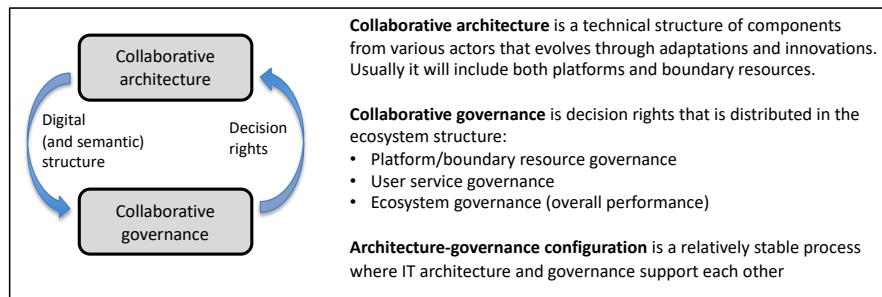 Collaborative
architecture
Digital
(and semantic)
structure
Decision
rights
Collaborative
governance
Collaborative architecture is a technical structure of components
from various actors that evolves through adaptations and innovations.
Usually it will include both platforms and boundary resources.
Collaborative governance is decision rights that is distributed in the
ecosystem structure:
• Platform/boundary resource governance
• User service governance
• Ecosystem governance (overall performance)
Architecture-governance configuration is a relatively stable process
where IT architecture and governance support each other